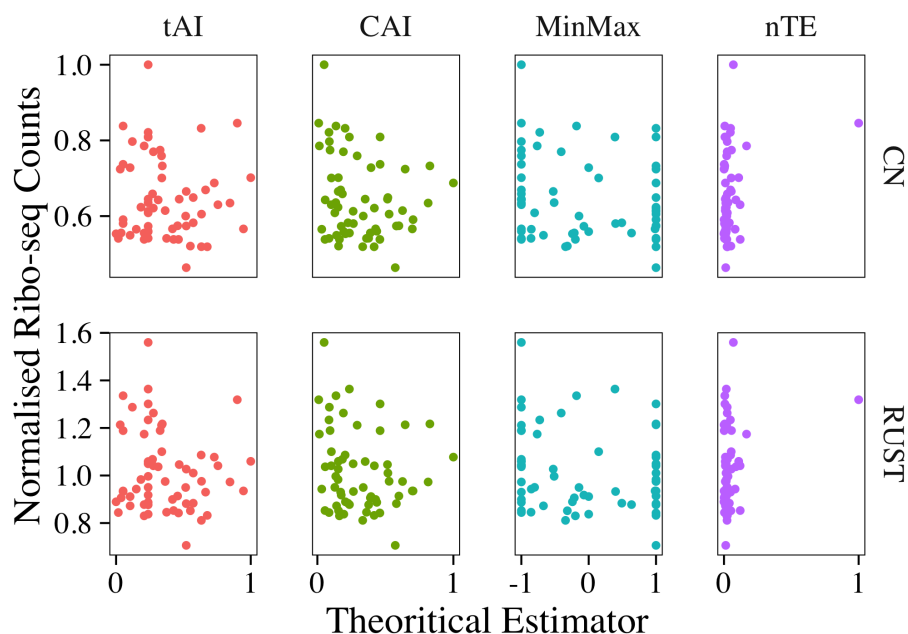 tAI CAI MinMax nTE
Normalised Ribo-seq Counts
1.0
0.8
0.6
CN
1.6
1.4
1.2
1.0
0.8
RUST
0 1 0 1 -1 0 1 0 1
Theoritical Estimator